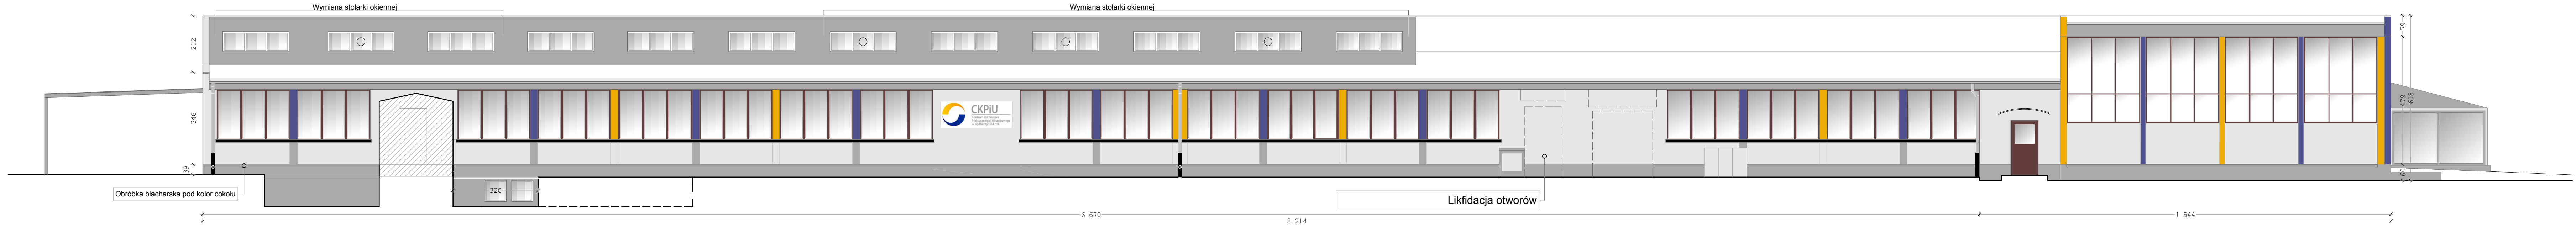 Wymiana stolarki okiennej
Wymiana stolarki okiennej
212
346
39
79
479
618
60
CKPiU
Obróbka blacharska pod kolor cokołu
320
Likfidacja otworów
6 670
8 214
1 544